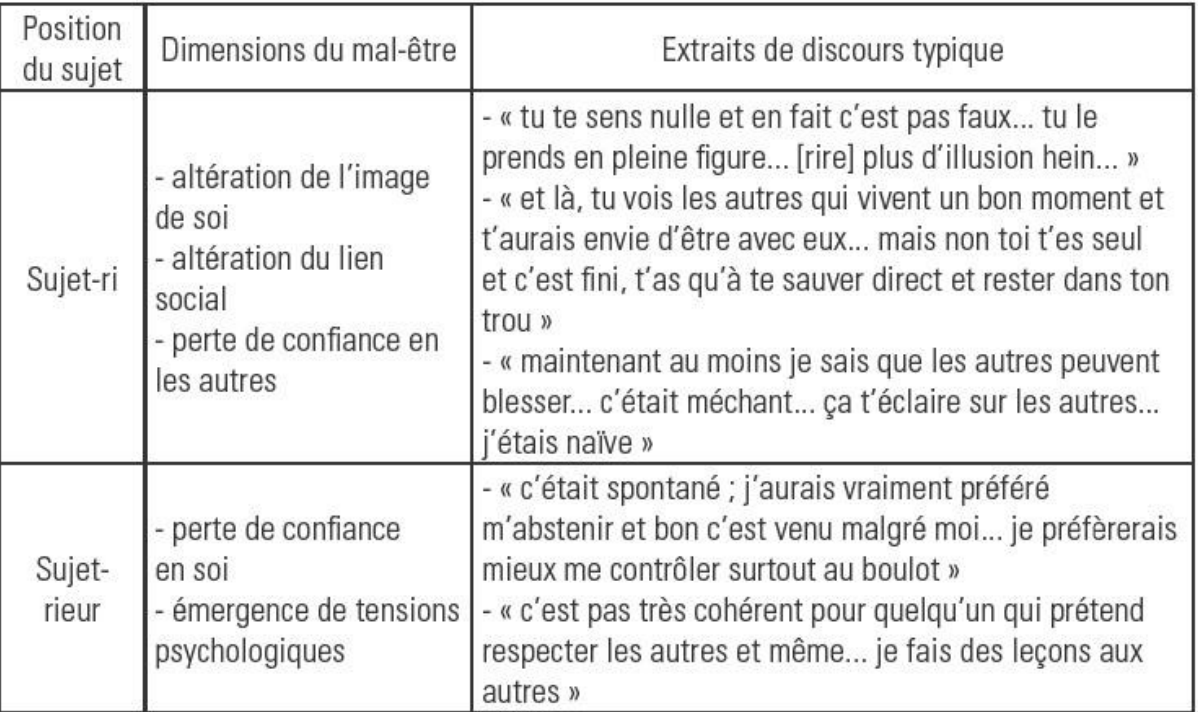 Position
du sujet
Dimensions du mal-être
Extraits de discours typique
Sujet-ri
- altération de l’image
de soi
- altération du lien
social
- perte de confiance en
les autres
- « tu te sens nulle et en fait c’est pas faux... tu le
prends en pleine figure... [rire] plus d’illusion hein... »
- « et là, tu vois les autres qui vivent un bon moment et
t’aurais envie d’être avec eux... mais non toi t’es seul
et c’est fini, t’as qu’à te sauver direct et rester dans ton
trou »
- « maintenant au moins je sais que les autres peuvent
blesser... c’était méchant... ça t’éclaire sur les autres...
j’étais naïve »
Sujet-
rieur
- perte de confiance
en soi
- émergence de tensions
psychologiques
- « c’était spontané ; j’aurais vraiment préféré
m’abstenir et bon c’est venu malgré moi... je préfèrerais
mieux me contrôler surtout au boulot »
- « c’est pas très cohérent pour quelqu’un qui prétend
respecter les autres et même... je fais des leçons aux
autres »